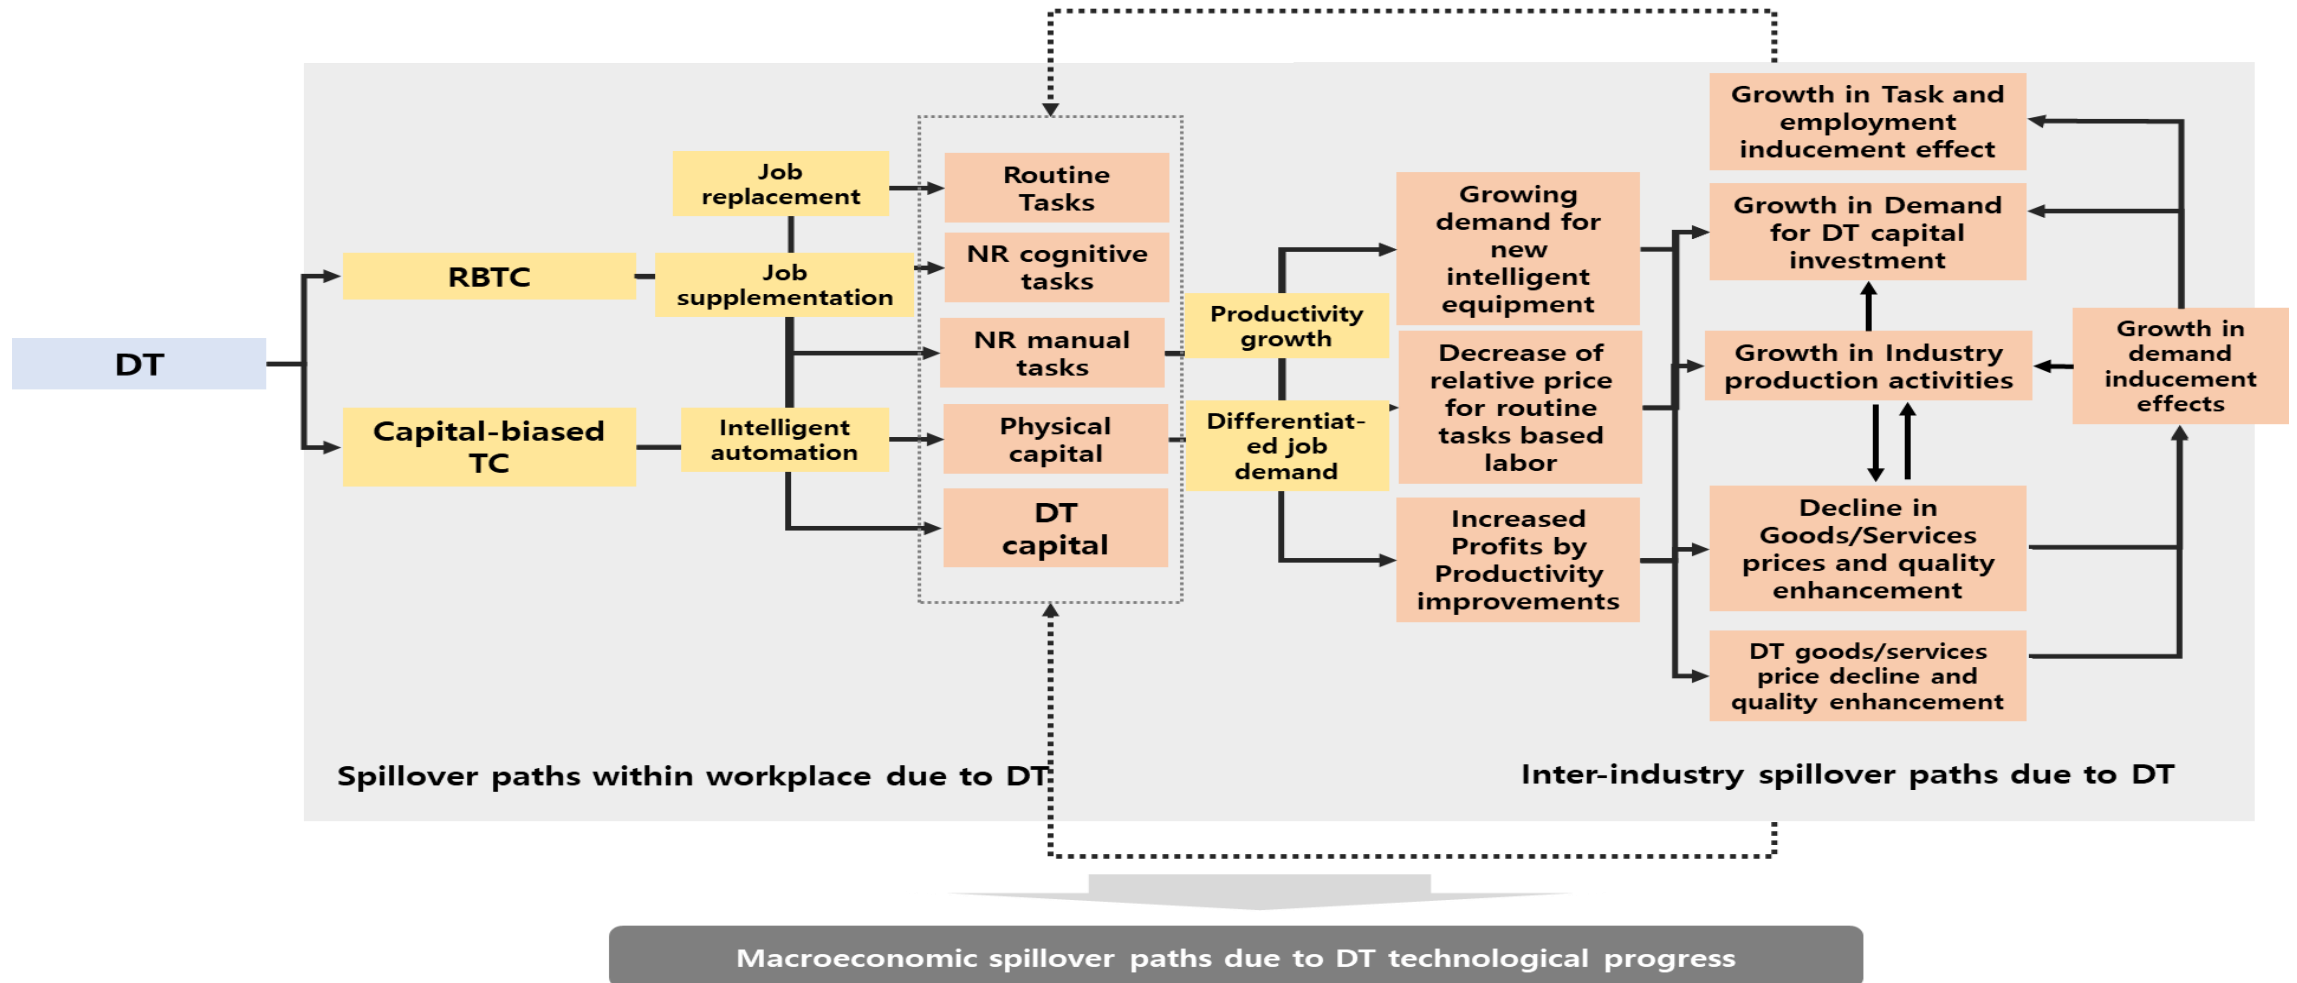 DT
RBTC
Capital-biased
TC
Job
replacement
Job
supplementation
Intelligent
automation
Routine
Tasks
NR cognitive
tasks
NR manual
tasks
Physical
capital
DT
capital
Productivity
growth
Differentiat-
ed job
demand
Growing
demand for
new
intelligent
equipment
Decrease of
relative price
for routine
tasks based
labor
Increased
Profits by
Productivity
improvements
Growth in Task and
employment
inducement effect
Growth in Demand
for DT capital
investment
Growth in Industry
production activities
Decline in
Goods/Services
prices and quality
enhancement
DT goods/services
price decline and
quality enhancement
Growth in
demand
inducement
effects
Spillover paths within workplace due to DT
Inter-industry spillover paths due to DT
Macroeconomic spillover paths due to DT technological progress